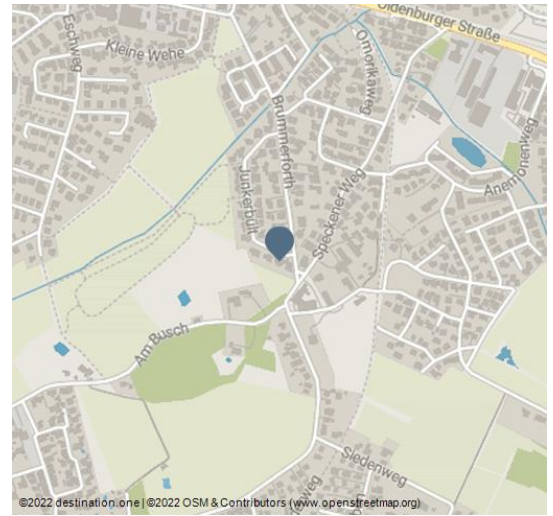 Oldenburger Straße
Eschweg
Kleine Wehe
Omorikaweg
Brummerforth
Junkerbült
Speckener Weg
Anemonenweg
Am Busch
Siedenweg
©2022 destination.one | ©2022 OSM & Contributors (www.openstreetmap.org)